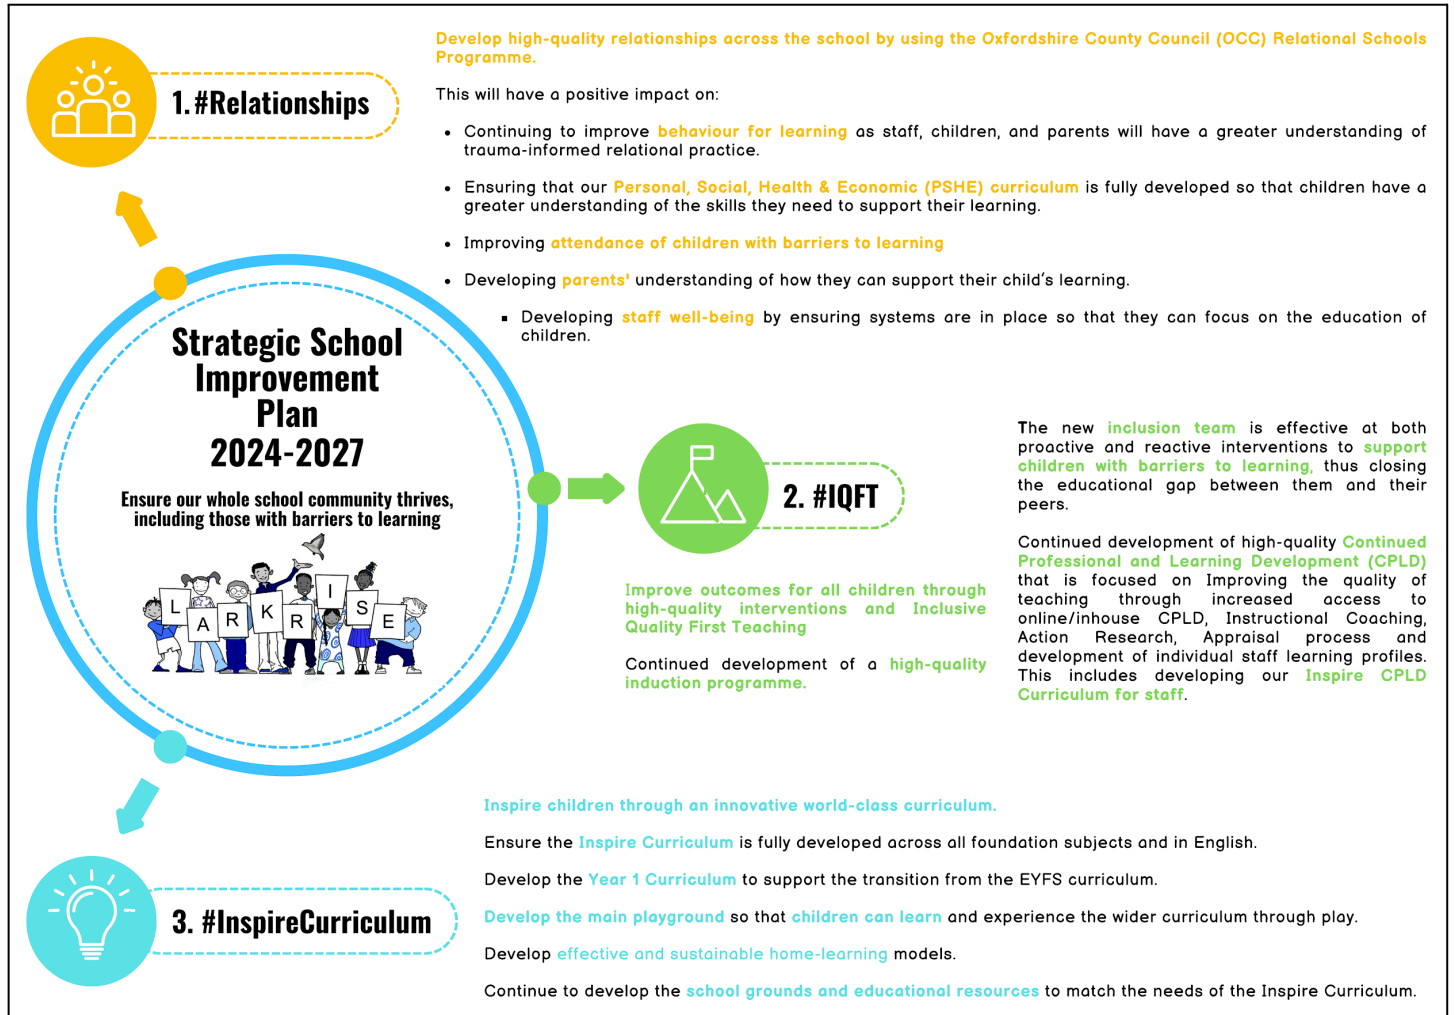 1. #Relationships
Develop high-quality relationships across the school by using the Oxfordshire County Council (OCC) Relational Schools
Programme.
This will have a positive impact on:
• Continuing to improve behaviour for learning as staff, children, and parents will have a greater understanding of
trauma-informed relational practice.
• Ensuring that our Personal, Social, Health & Economic (PSHE) curriculum is fully developed so that children have a
greater understanding of the skills they need to support their learning.
• Improving attendance of children with barriers to learning
• Developing parents' understanding of how they can support their child's learning.
▪ Developing staff well-being by ensuring systems are in place so that they can focus on the education of
children.
Strategic School
Improvement
Plan
2024-2027
Ensure our whole school community thrives,
including those with barriers to learning
L A R K R I S E
2. #IQFT
Improve outcomes for all children through
high-quality interventions and Inclusive
Quality First Teaching
Continued development of a high-quality
induction programme.
The new inclusion team is effective at both
proactive and reactive interventions to support
children with barriers to learning, thus closing
the educational gap between them and their
peers.
Continued development of high-quality Continued
Professional and Learning Development (CPLD)
that is focused on Improving the quality of
teaching through increased access to
online/inhouse CPLD, Instructional Coaching,
Action Research, Appraisal process and
development of individual staff learning profiles.
This includes developing our Inspire CPLD
Curriculum for staff.
3. #InspireCurriculum
Inspire children through an innovative world-class curriculum.
Ensure the Inspire Curriculum is fully developed across all foundation subjects and in English.
Develop the Year 1 Curriculum to support the transition from the EYFS curriculum.
Develop the main playground so that children can learn and experience the wider curriculum through play.
Develop effective and sustainable home-learning models.
Continue to develop the school grounds and educational resources to match the needs of the Inspire Curriculum.